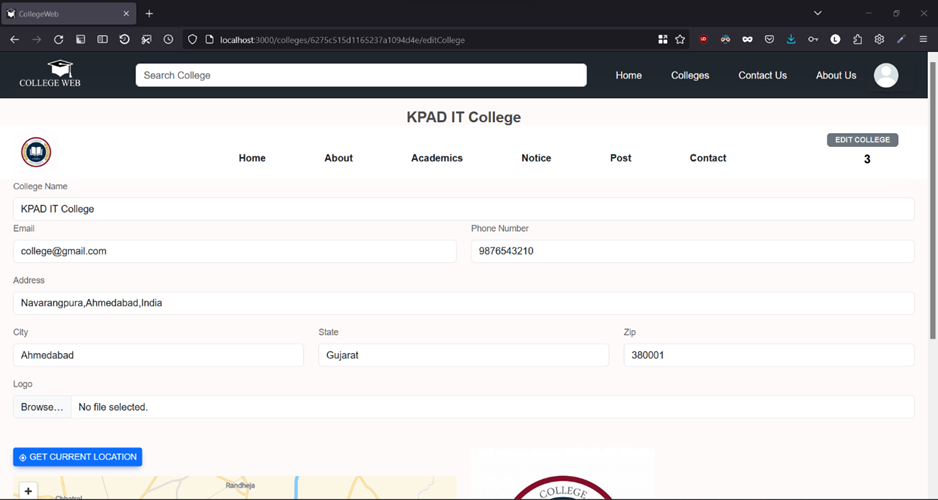 CollegeWeb
localhost:3000/colleges/6275c515d1165237a1094d4e/editCollege
COLLEGE WEB
Search College
Home
Colleges
Contact Us
About Us
KPAD IT College
Home
About
Academics
Notice
Post
Contact
EDIT COLLEGE
3
College Name
KPAD IT College
Email
Phone Number
college@gmail.com
9876543210
Address
Navarangpura,Ahmedabad,India
City
State
Zip
Ahmedabad
Gujarat
380001
Logo
Browse…
No file selected.
GET CURRENT LOCATION
+
Randheja
COLLEGE